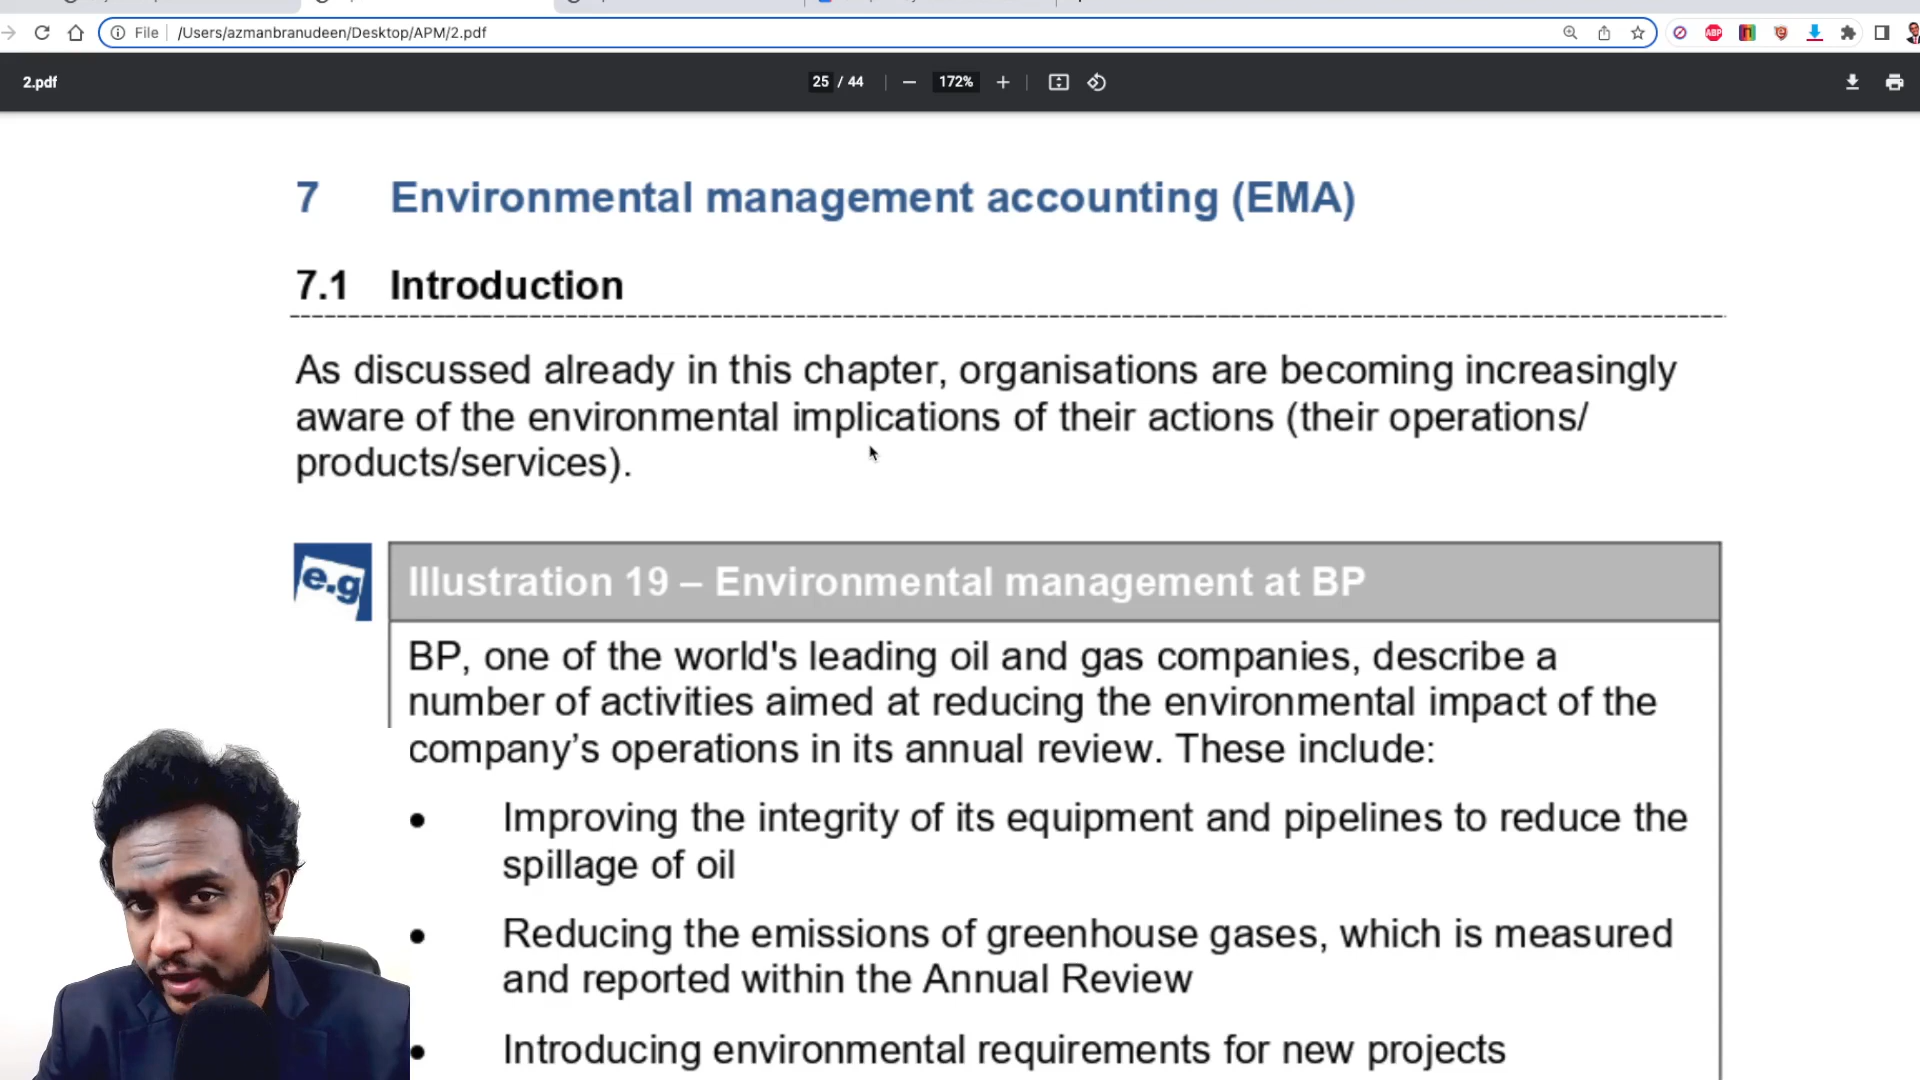 File /Users/azmanbranudeen/Desktop/APM/2.pdf
ABP
2.pdf
25 / 44
172%
7 Environmental management accounting (EMA)
7.1 Introduction
As discussed already in this chapter, organisations are becoming increasingly
aware of the environmental implications of their actions (their operations/
products/services).
e.g
Illustration 19 – Environmental management at BP
BP, one of the world's leading oil and gas companies, describe a
number of activities aimed at reducing the environmental impact of the
company’s operations in its annual review. These include:
• Improving the integrity of its equipment and pipelines to reduce the
spillage of oil
• Reducing the emissions of greenhouse gases, which is measured
and reported within the Annual Review
• Introducing environmental requirements for new projects